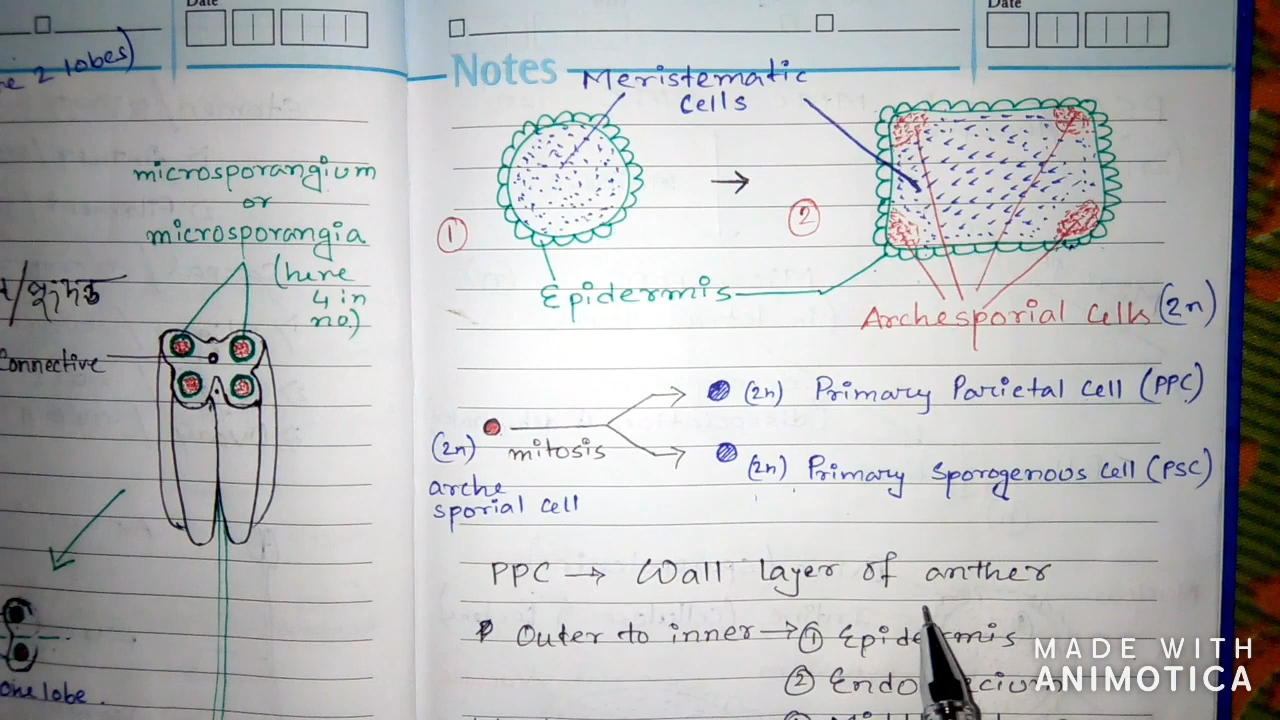 Date
Date
2 lobes)
microsporangium
or
microsporangia
(here
4 in
no.)
Connective
one lobe.
Notes
Meristematic
cells
①
②
Epidermis
Archesporial cells (2n)
(2n) Primary Parietal cell (PPC)
(2n)
mitosis
(2n) Primary Sporogenous cell (PSC)
arche
sporial cell
PPC → Wall layer of anther
Outer to inner → ① Epidermis
②
MADE WITH
ANIMOTICA